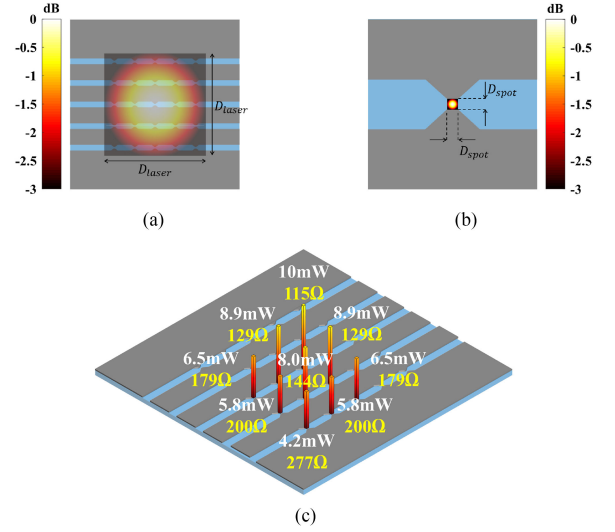 dB
0
-0.5
-1
-1.5
-2
-2.5
-3
D_laser
D_laser
(a)
D_spot
D_spot
dB
0
-0.5
-1
-1.5
-2
-2.5
-3
(b)
10mW
115Ω
8.9mW
8.9mW
129Ω
129Ω
6.5mW
8.0mW
6.5mW
179Ω
144Ω
179Ω
5.8mW
5.8mW
200Ω
200Ω
4.2mW
277Ω
(c)